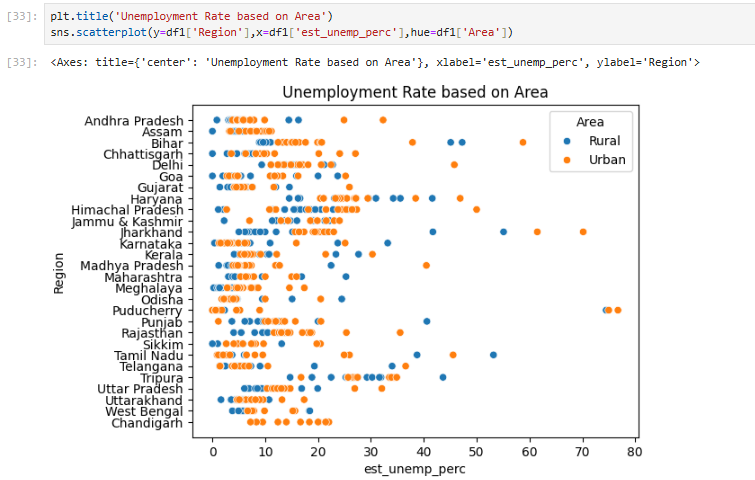 [33]: plt.title('Unemployment Rate based on Area')
sns.scatterplot(y=df1['Region'],x=df1['est_unemp_perc'],hue=df1['Area'])
[33]: <Axes: title={'center': 'Unemployment Rate based on Area'}, xlabel='est_unemp_perc', ylabel='Region'>
Unemployment Rate based on Area
Area
Rural
Urban
Region
Andhra Pradesh
Assam
Bihar
Chhattisgarh
Delhi
Goa
Gujarat
Haryana
Himachal Pradesh
Jammu & Kashmir
Jharkhand
Karnataka
Kerala
Madhya Pradesh
Maharashtra
Meghalaya
Odisha
Puducherry
Punjab
Rajasthan
Sikkim
Tamil Nadu
Telangana
Tripura
Uttar Pradesh
Uttarakhand
West Bengal
Chandigarh
0 10 20 30 40 50 60 70 80
est_unemp_perc